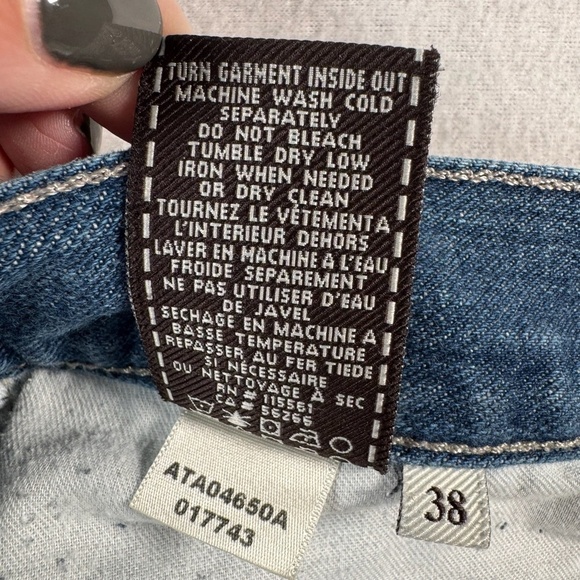 TURN GARMENT INSIDE OUT
MACHINE WASH COLD
SEPARATELY
DO NOT BLEACH
TUMBLE DRY LOW
IRON WHEN NEEDED
OR DRY CLEAN
TOURNEZ LE VÊTEMENT A
L'INTERIEUR DEHORS
LAVER EN MACHINE A L'EAU
FROIDE SEPAREMENT
NE PAS UTILISER D'EAU
DE JAVEL
SECHAGE EN MACHINE A
BASSE TEMPERATURE
REPASSER AU FER TIEDE
SI NÉCESSAIRE
OU NETTOYAGE A SEC
RN # 115561
CA # 56266
ATA04650A
017743
38